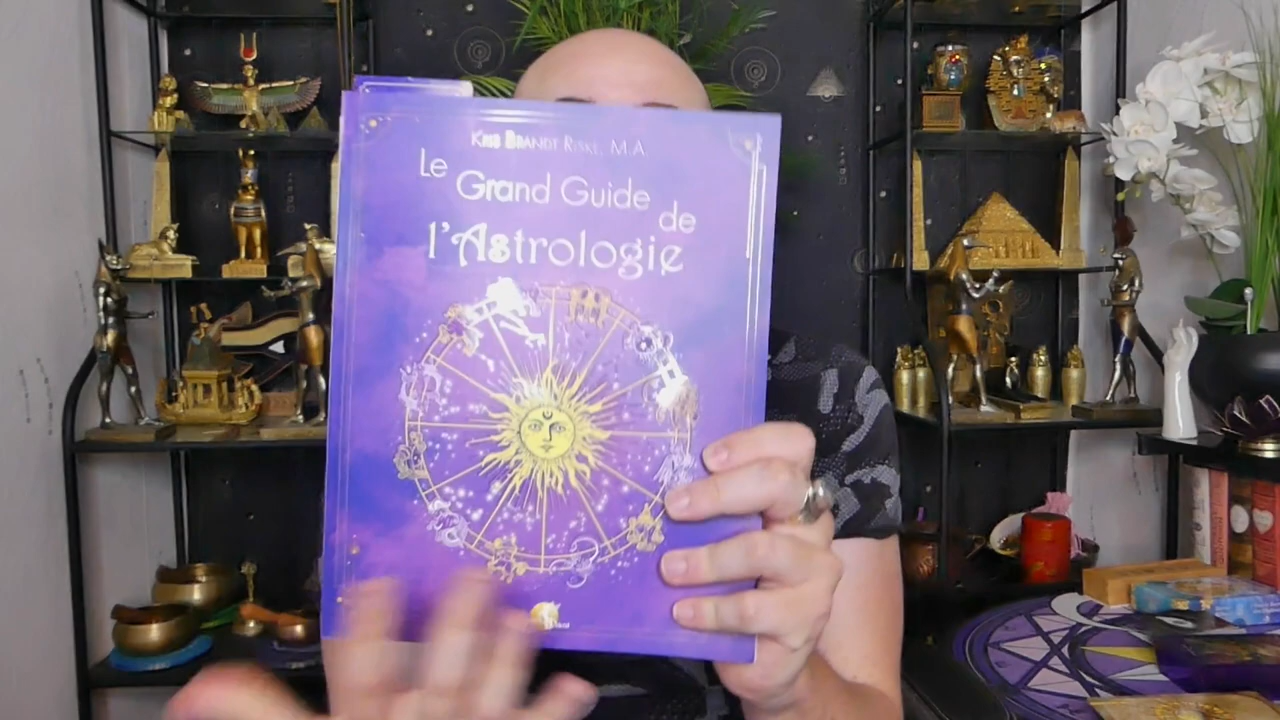 Kris Brandt Riske, M.A.
Le
Grand Guide
de
l'Astrologie